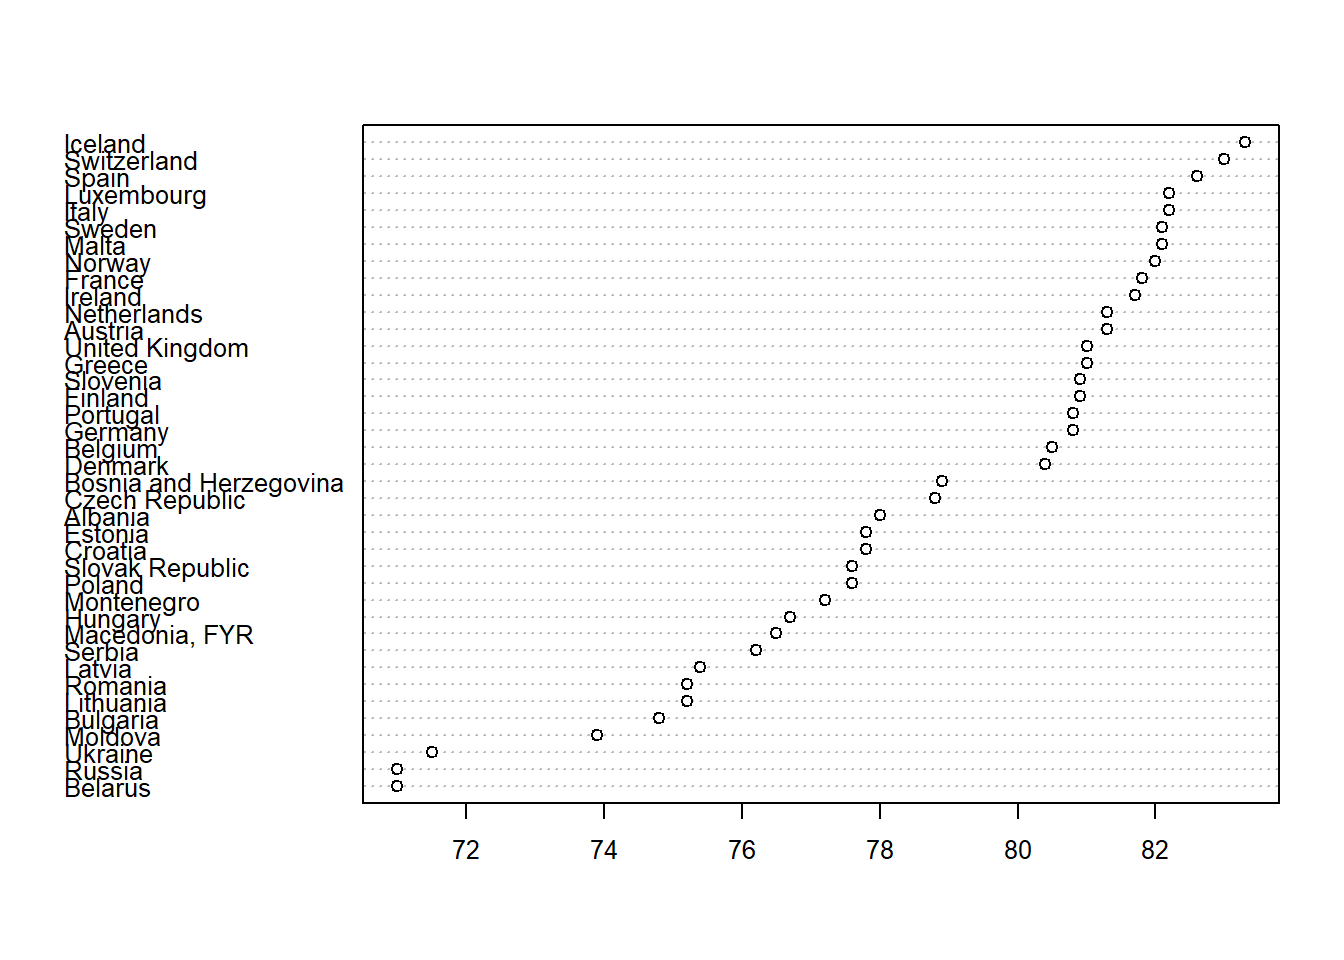 Iceland
Switzerland
Spain
Luxembourg
Italy
Sweden
Malta
Norway
France
Ireland
Netherlands
Austria
United Kingdom
Greece
Slovenia
Finland
Portugal
Germany
Belgium
Denmark
Bosnia and Herzegovina
Czech Republic
Albania
Estonia
Croatia
Slovak Republic
Poland
Montenegro
Hungary
Macedonia, FYR
Serbia
Latvia
Romania
Lithuania
Bulgaria
Moldova
Ukraine
Russia
Belarus
72 74 76 78 80 82